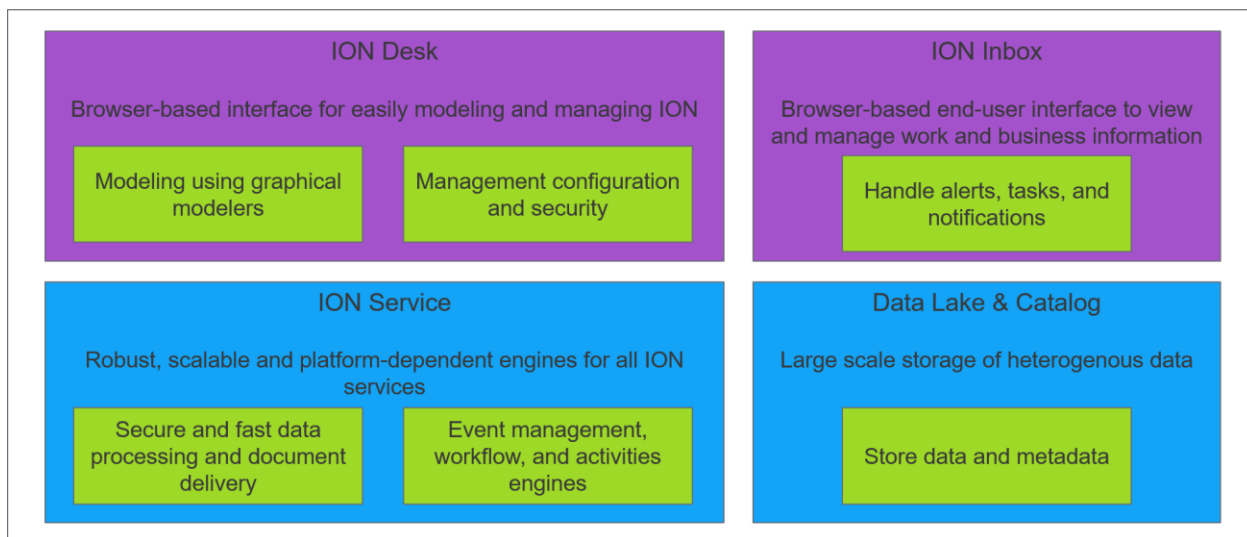 ION Desk
Browser-based interface for easily modeling and managing ION
Modeling using graphical
modelers
Management configuration
and security
ION Inbox
Browser-based end-user interface to view
and manage work and business information
Handle alerts, tasks, and
notifications
ION Service
Robust, scalable and platform-dependent engines for all ION
services
Secure and fast data
processing and document
delivery
Event management,
workflow, and activities
engines
Data Lake & Catalog
Large scale storage of heterogenous data
Store data and metadata